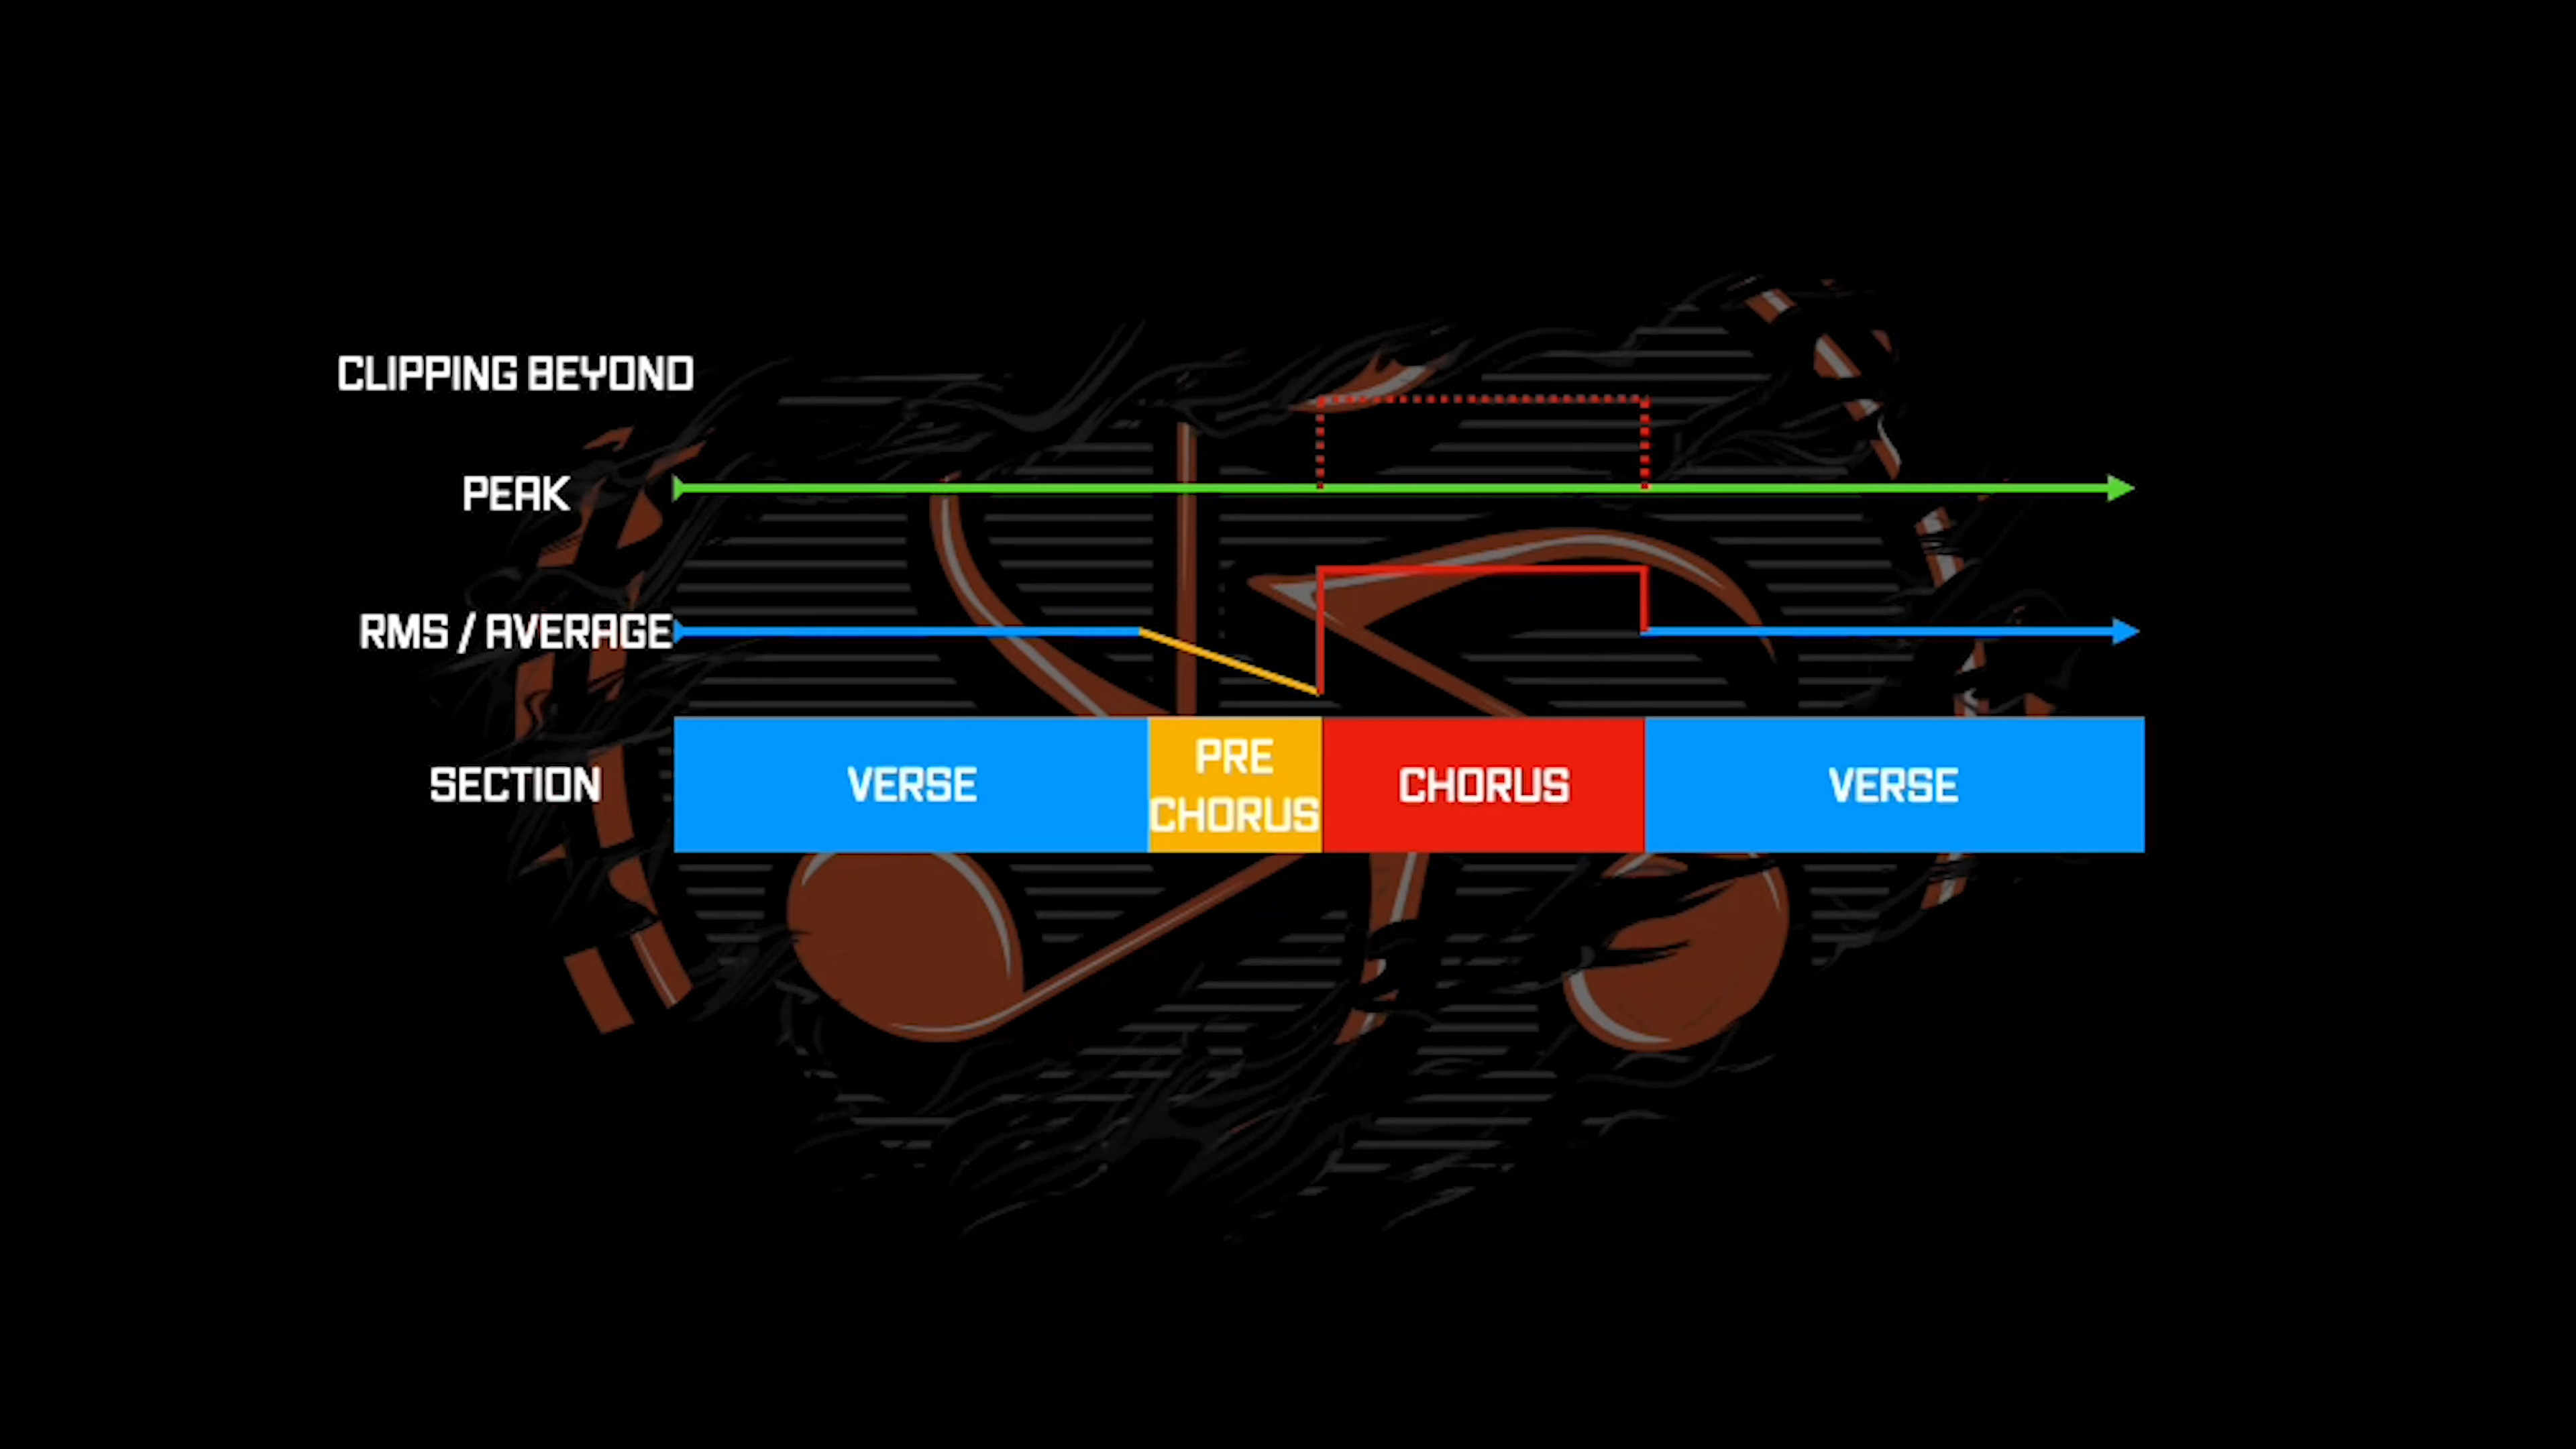 CLIPPING BEYOND
PEAK
RMS / AVERAGE
SECTION
VERSE
PRE
CHORUS
CHORUS
VERSE